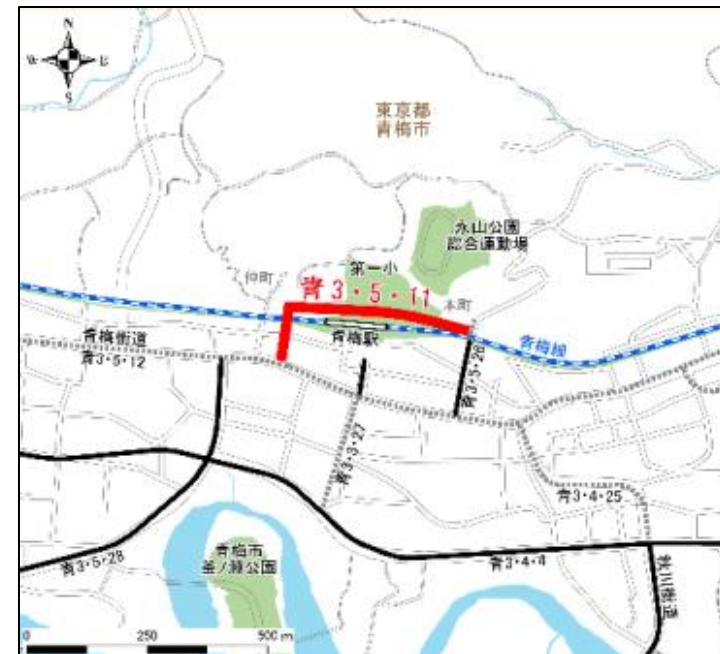 N
W
E
S
東京都
青梅市
永山公園
総合運動場
第一小
仲町
青3・5・11
本町
青梅駅
青梅線
青梅街道
青3・5・12
青3・5・26
青3・3・27
青3・4・25
青梅市
釜ノ淵公園
青3・5・28
青3・4・4
秋川街道
0 250 500 m